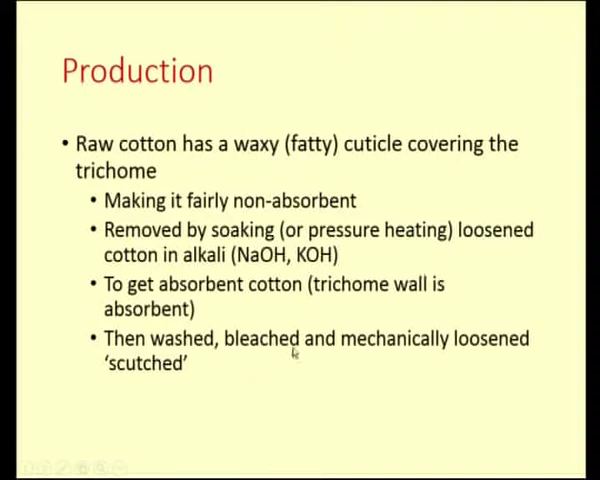 Production
• Raw cotton has a waxy (fatty) cuticle covering the
trichome
• Making it fairly non-absorbent
• Removed by soaking (or pressure heating) loosened
cotton in alkali (NaOH, KOH)
• To get absorbent cotton (trichome wall is
absorbent)
• Then washed, bleached and mechanically loosened
‘scutched’